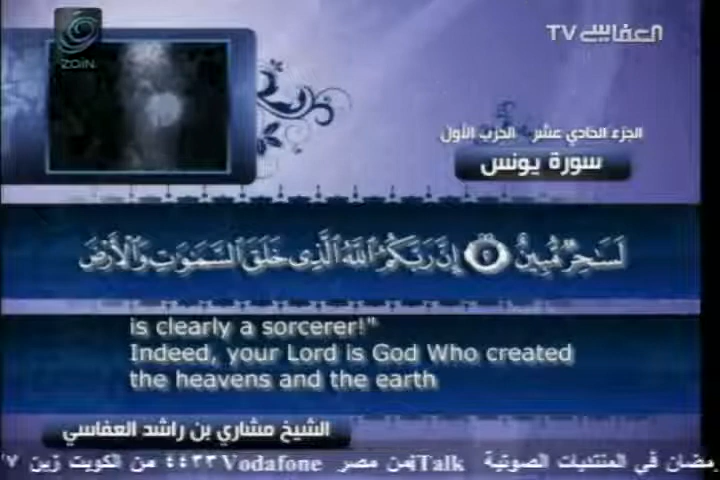 ZAIN
العفاسي TV
الجزء الحادي عشر الحزب الأول
سورة يونس
لَسَٰحِرٌ مُّبِينٌ ٢ إِنَّ رَبَّكُمُ ٱللَّهُ ٱلَّذِى خَلَقَ ٱلسَّمَٰوَٰتِ وَٱلْأَرْضَ
is clearly a sorcerer!"
Indeed, your Lord is God Who created
the heavens and the earth
الشيخ مشاري بن راشد العفاسي
رمضان في المنتديات الصوتية iTalk من مصر Vodafone ٤٤٣٣ من الكويت زين